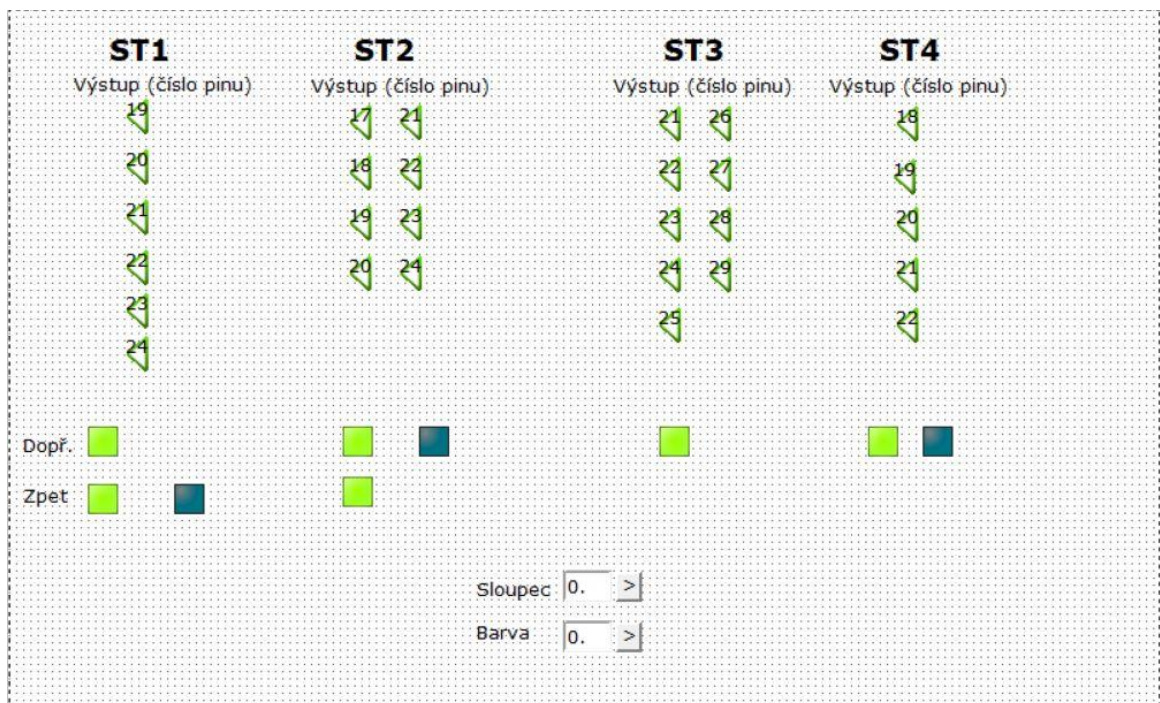 ST1 ST2 ST3 ST4
Výstup (číslo pinu) Výstup (číslo pinu) Výstup (číslo pinu) Výstup (číslo pinu)
19 17 21 21 26 18
20 18 22 22 27 19
21 19 23 23 28 20
22 20 24 24 29 21
23 25 22
24
Dopř.
Zpet
Sloupec 0. >
Barva 0. >